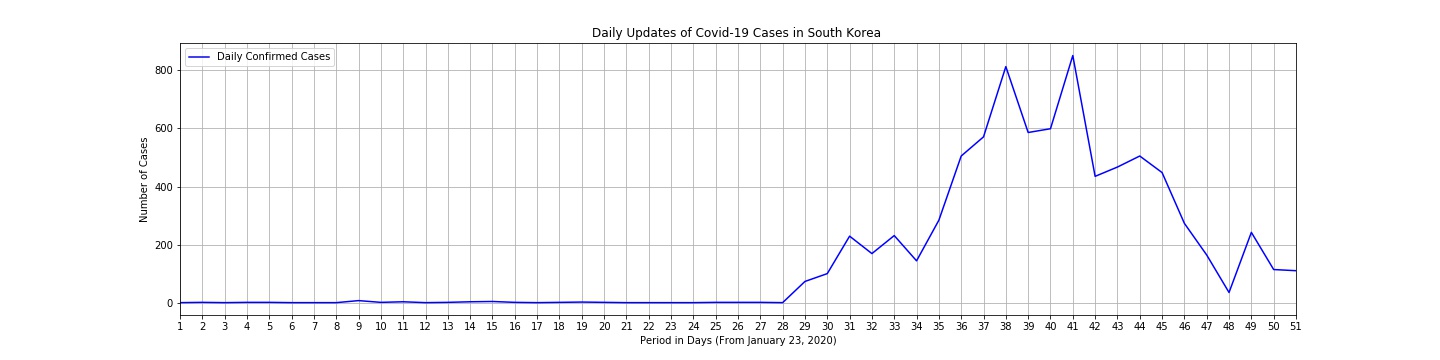 Daily Updates of Covid-19 Cases in South Korea
Daily Confirmed Cases
Number of Cases
800
600
400
200
0
1 2 3 4 5 6 7 8 9 10 11 12 13 14 15 16 17 18 19 20 21 22 23 24 25 26 27 28 29 30 31 32 33 34 35 36 37 38 39 40 41 42 43 44 45 46 47 48 49 50 51
Period in Days (From January 23, 2020)